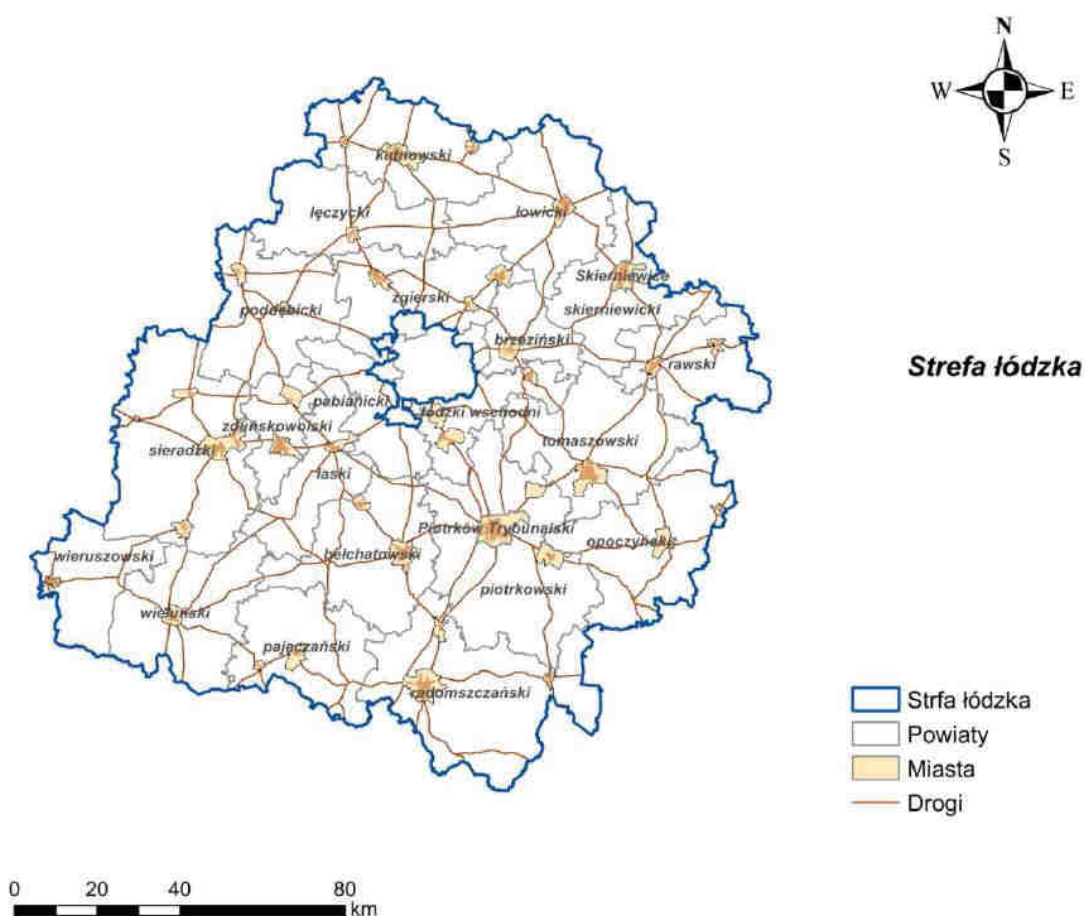 N
W E
S
kutnowski
łęczycki
łowicki
Skierniewice
zgierski
skierniewicki
poddębicki
brzeziński
rawski
Strefa łódzka
pabianicki
łódzki wschodni
zduńskowolski
tomaszowski
sieradzki
łaski
Piotrków Trybunalski
opoczyński
wieruszowski
bełchatowski
piotrkowski
wieluński
pajęczański
radomszczański
Strfa łódzka
Powiaty
Miasta
Drogi
0 20 40 80
km